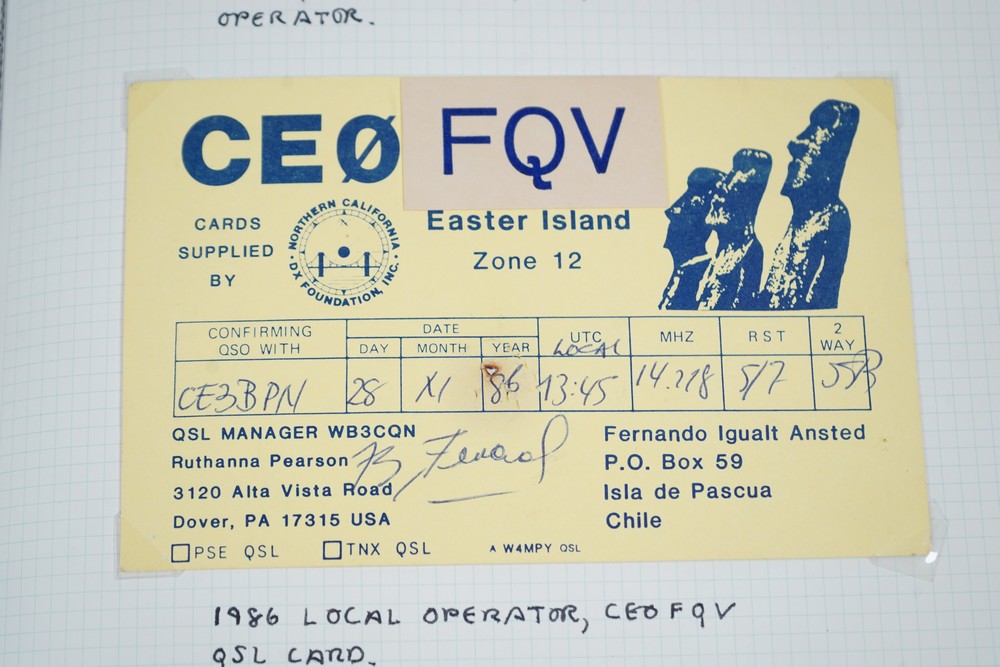 OPERATOR.
CEØ FQV
CARDS
SUPPLIED
BY
NORTHERN CALIFORNIA
• DX FOUNDATION, INC. •
Easter Island
Zone 12
CONFIRMING
QSO WITH
DATE
DAY MONTH YEAR
UTC
LOCAL
MHZ
RST
2
WAY
CE3BPN 28 XI 86 13:45 14.218 5/7 SSB
QSL MANAGER WB3CQN
Ruthanna Pearson
3120 Alta Vista Road
Dover, PA 17315 USA
Fernando Igualt Ansted
P.O. Box 59
Isla de Pascua
Chile
PSE QSL TNX QSL A W4MPY QSL
1986 LOCAL OPERATOR, CEOFQV
QSL CARD.